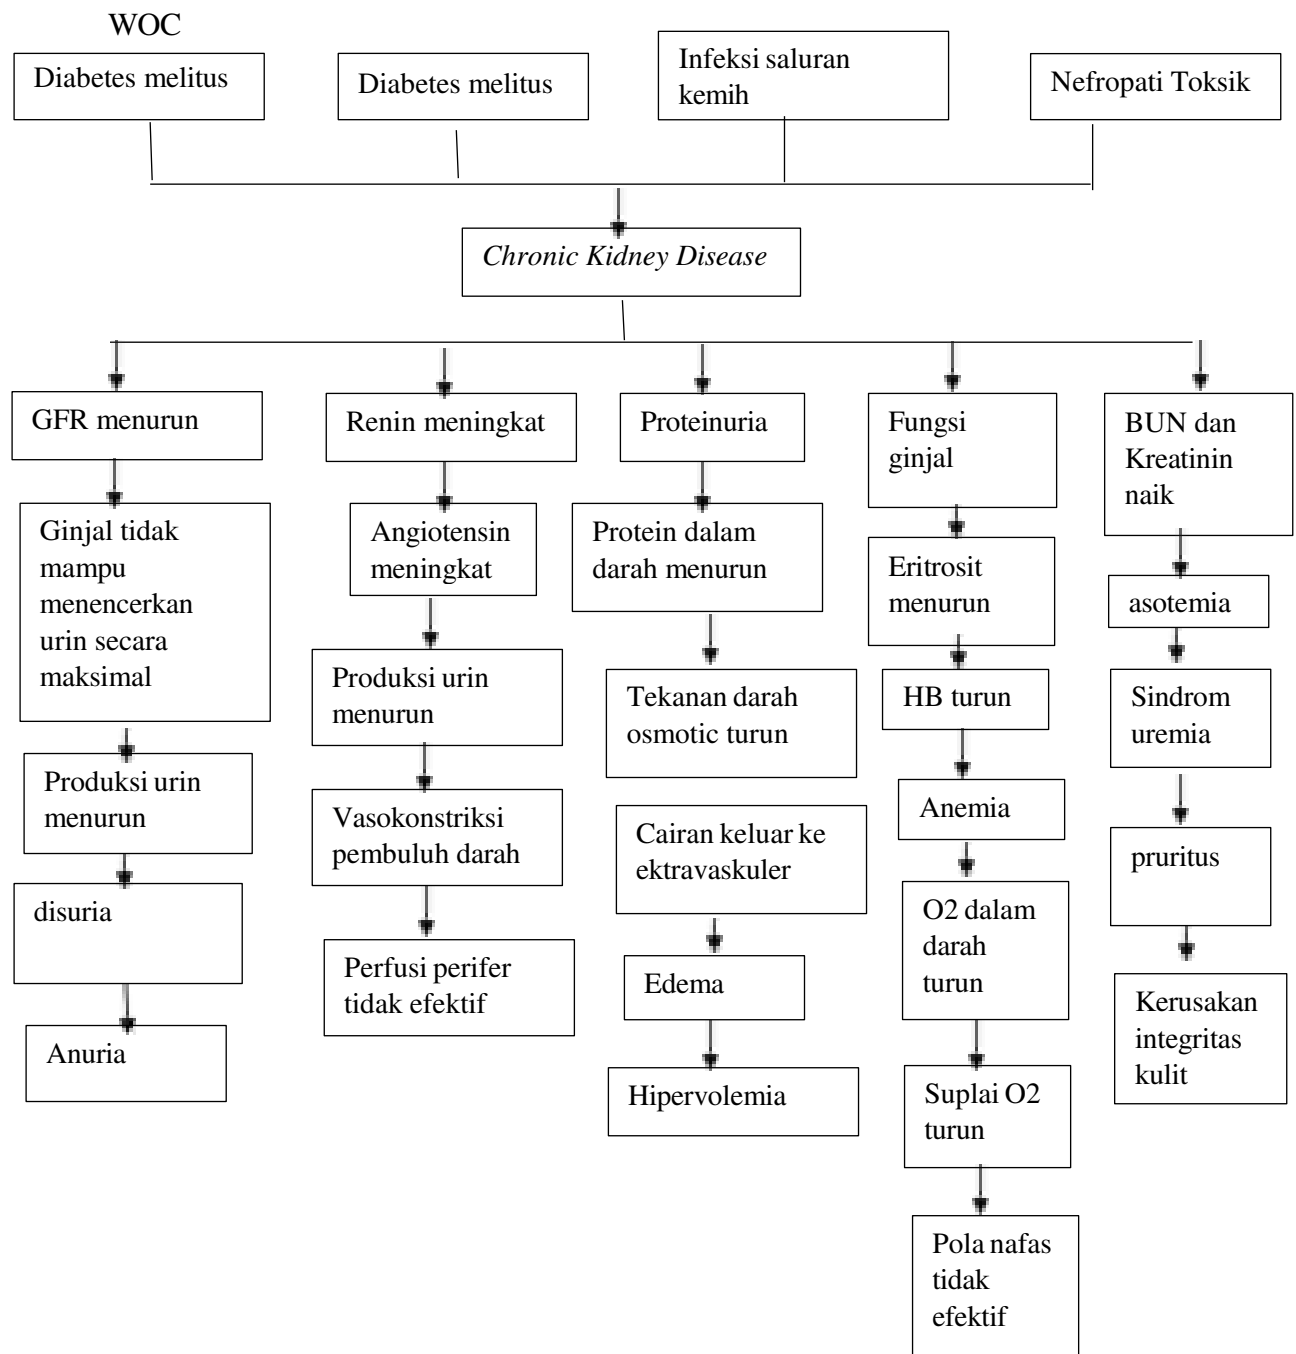 WOC
Diabetes melitus
Diabetes melitus
Infeksi saluran
kemih
Nefropati Toksik
Chronic Kidney Disease
GFR menurun
Ginjal tidak
mampu
menencerkan
urin secara
maksimal
Produksi urin
menurun
disuria
Anuria
Renin meningkat
Angiotensin
meningkat
Produksi urin
menurun
Vasokonstriksi
pembuluh darah
Perfusi perifer
tidak efektif
Proteinuria
Protein dalam
darah menurun
Tekanan darah
osmotic turun
Cairan keluar ke
ektravaskuler
Edema
Hipervolemia
Fungsi
ginjal
Eritrosit
menurun
HB turun
Anemia
O2 dalam
darah
turun
Suplai O2
turun
Pola nafas
tidak
efektif
BUN dan
Kreatinin
naik
asotemia
Sindrom
uremia
pruritus
Kerusakan
integritas
kulit